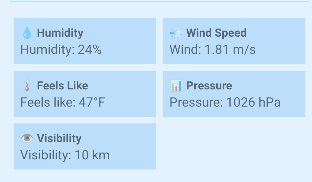 💧 Humidity
Humidity: 24%
💨 Wind Speed
Wind: 1.81 m/s
🌡️ Feels Like
Feels like: 47°F
📊 Pressure
Pressure: 1026 hPa
👁️ Visibility
Visibility: 10 km